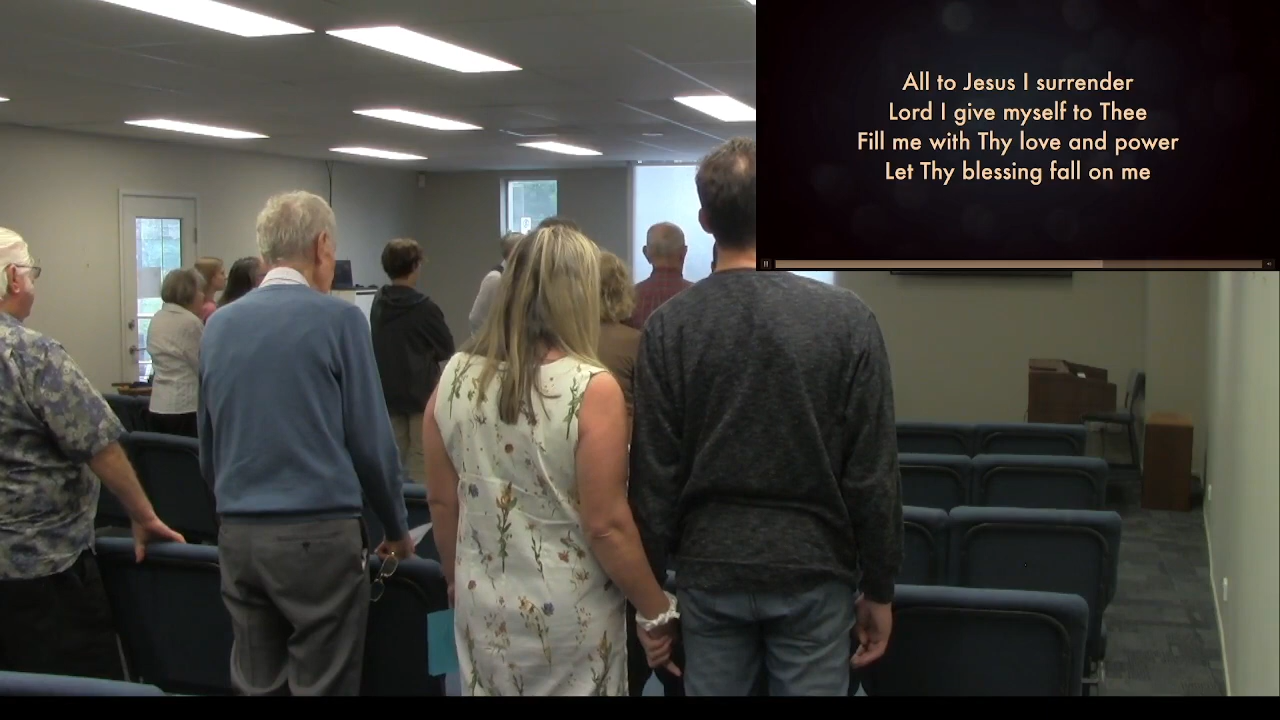 All to Jesus I surrender
Lord I give myself to Thee
Fill me with Thy love and power
Let Thy blessing fall on me